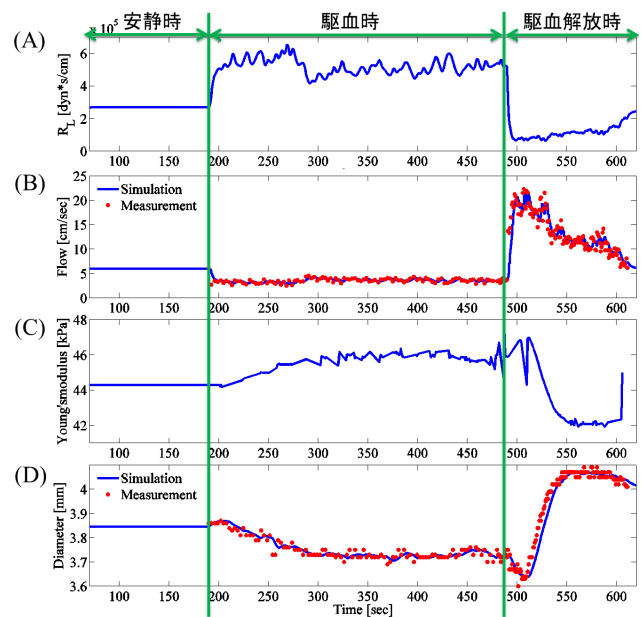 安静時 駆血時 駆血解放時
(A)
x 10^5
6
4
2
0
R_L [dyn*s/cm]
100 150 200 250 300 350 400 450 500 550 600
(B)
25
20
15
10
5
0
Flow [cm/sec]
Simulation
Measurement
100 150 200 250 300 350 400 450 500 550 600
(C)
48
46
44
42
Young'smodulus [kPa]
100 150 200 250 300 350 400 450 500 550 600
(D)
4
3.9
3.8
3.7
3.6
Diameter [mm]
Simulation
Measurement
100 150 200 250 300 350 400 450 500 550 600
Time [sec]